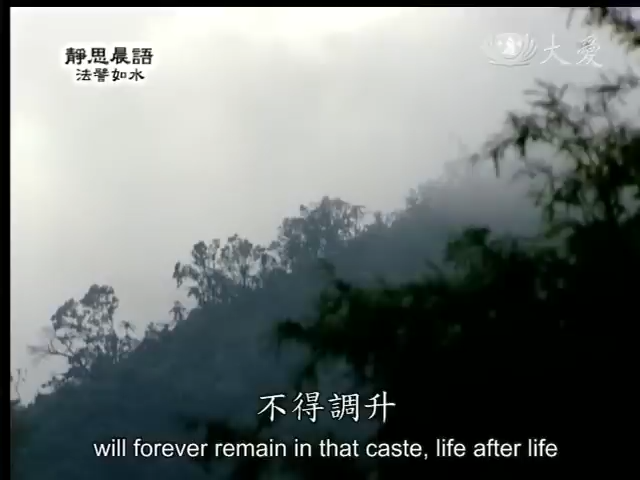 靜思晨語
法譬如水
大愛
不得調升
will forever remain in that caste, life after life